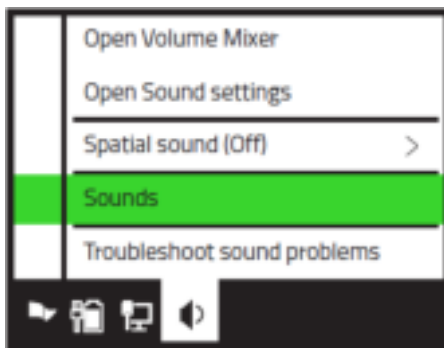 Open Volume Mixer
Open Sound settings
Spatial sound (Off)
Sounds
Troubleshoot sound problems